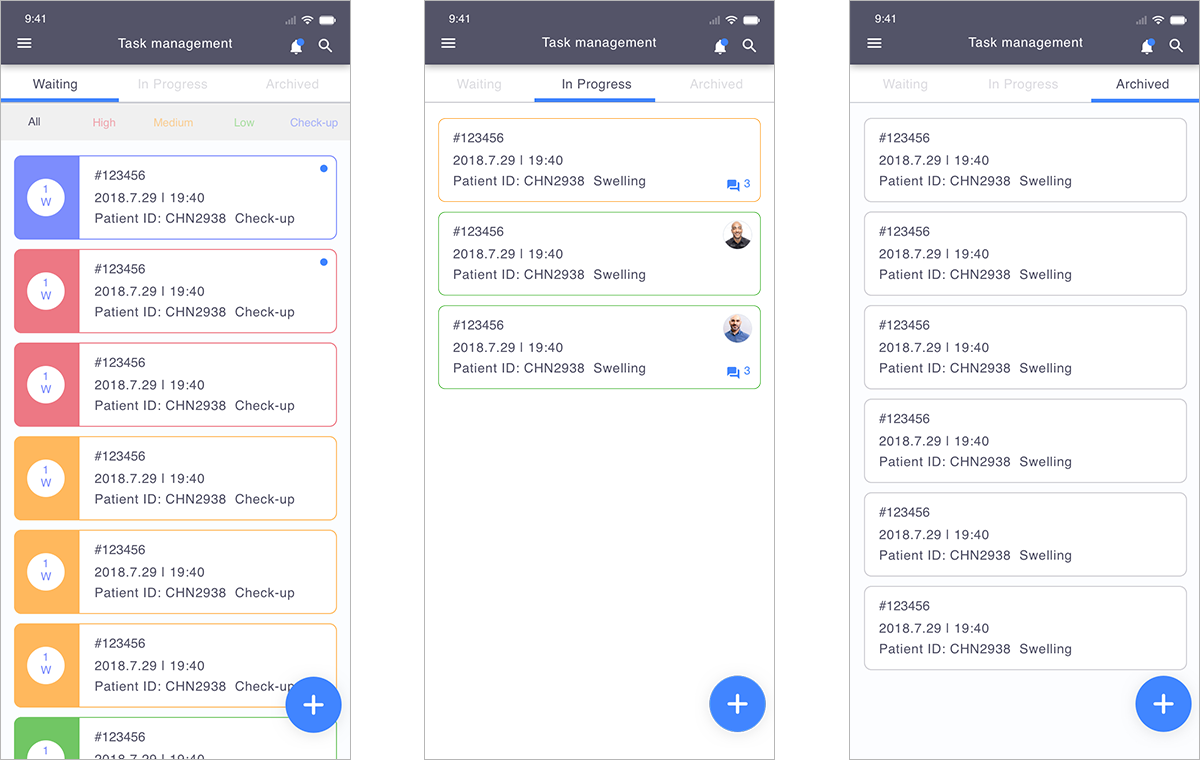 9:41
Task management
Waiting In Progress Archived
All High Medium Low Check-up
1
W
#123456
2018.7.29 | 19:40
Patient ID: CHN2938 Check-up
1
W
#123456
2018.7.29 | 19:40
Patient ID: CHN2938 Check-up
1
W
#123456
2018.7.29 | 19:40
Patient ID: CHN2938 Check-up
1
W
#123456
2018.7.29 | 19:40
Patient ID: CHN2938 Check-up
1
W
#123456
2018.7.29 | 19:40
Patient ID: CHN2938 Check-up
1
W
#123456
2018.7.29 | 19:40
Patient ID: CHN2938 Check-up
1
#123456
2018.7.29 | 19:40
9:41
Task management
Waiting In Progress Archived
#123456
2018.7.29 | 19:40
Patient ID: CHN2938 Swelling
3
#123456
2018.7.29 | 19:40
Patient ID: CHN2938 Swelling
#123456
2018.7.29 | 19:40
Patient ID: CHN2938 Swelling
3
9:41
Task management
Waiting In Progress Archived
#123456
2018.7.29 | 19:40
Patient ID: CHN2938 Swelling
#123456
2018.7.29 | 19:40
Patient ID: CHN2938 Swelling
#123456
2018.7.29 | 19:40
Patient ID: CHN2938 Swelling
#123456
2018.7.29 | 19:40
Patient ID: CHN2938 Swelling
#123456
2018.7.29 | 19:40
Patient ID: CHN2938 Swelling
#123456
2018.7.29 | 19:40
Patient ID: CHN2938 Swelling